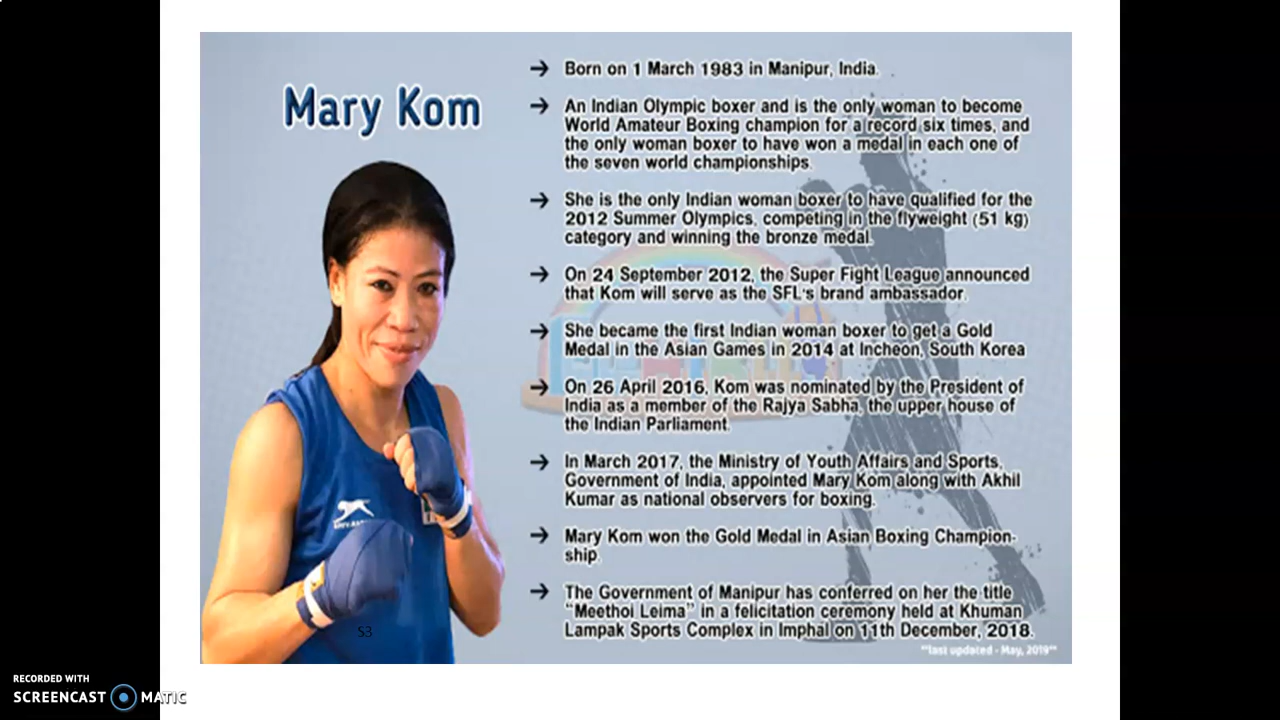 Mary Kom
→ Born on 1 March 1983 in Manipur, India.
→ An Indian Olympic boxer and is the only woman to become
World Amateur Boxing champion for a record six times, and
the only woman boxer to have won a medal in each one of
the seven world championships.
→ She is the only Indian woman boxer to have qualified for the
2012 Summer Olympics, competing in the flyweight (51 kg)
category and winning the bronze medal.
→ On 24 September 2012, the Super Fight League announced
that Kom will serve as the SFL's brand ambassador.
→ She became the first Indian woman boxer to get a Gold
Medal in the Asian Games in 2014 at Incheon, South Korea
→ On 26 April 2016, Kom was nominated by the President of
India as a member of the Rajya Sabha, the upper house of
the Indian Parliament.
→ In March 2017, the Ministry of Youth Affairs and Sports,
Government of India, appointed Mary Kom along with Akhil
Kumar as national observers for boxing.
→ Mary Kom won the Gold Medal in Asian Boxing Champion-
ship.
→ The Government of Manipur has conferred on her the title
"Meethoi Leima" in a felicitation ceremony held at Khuman
Lampak Sports Complex in Imphal on 11th December, 2018.
**last updated - May, 2019**
S3
RECORDED WITH
SCREENCAST MATIC